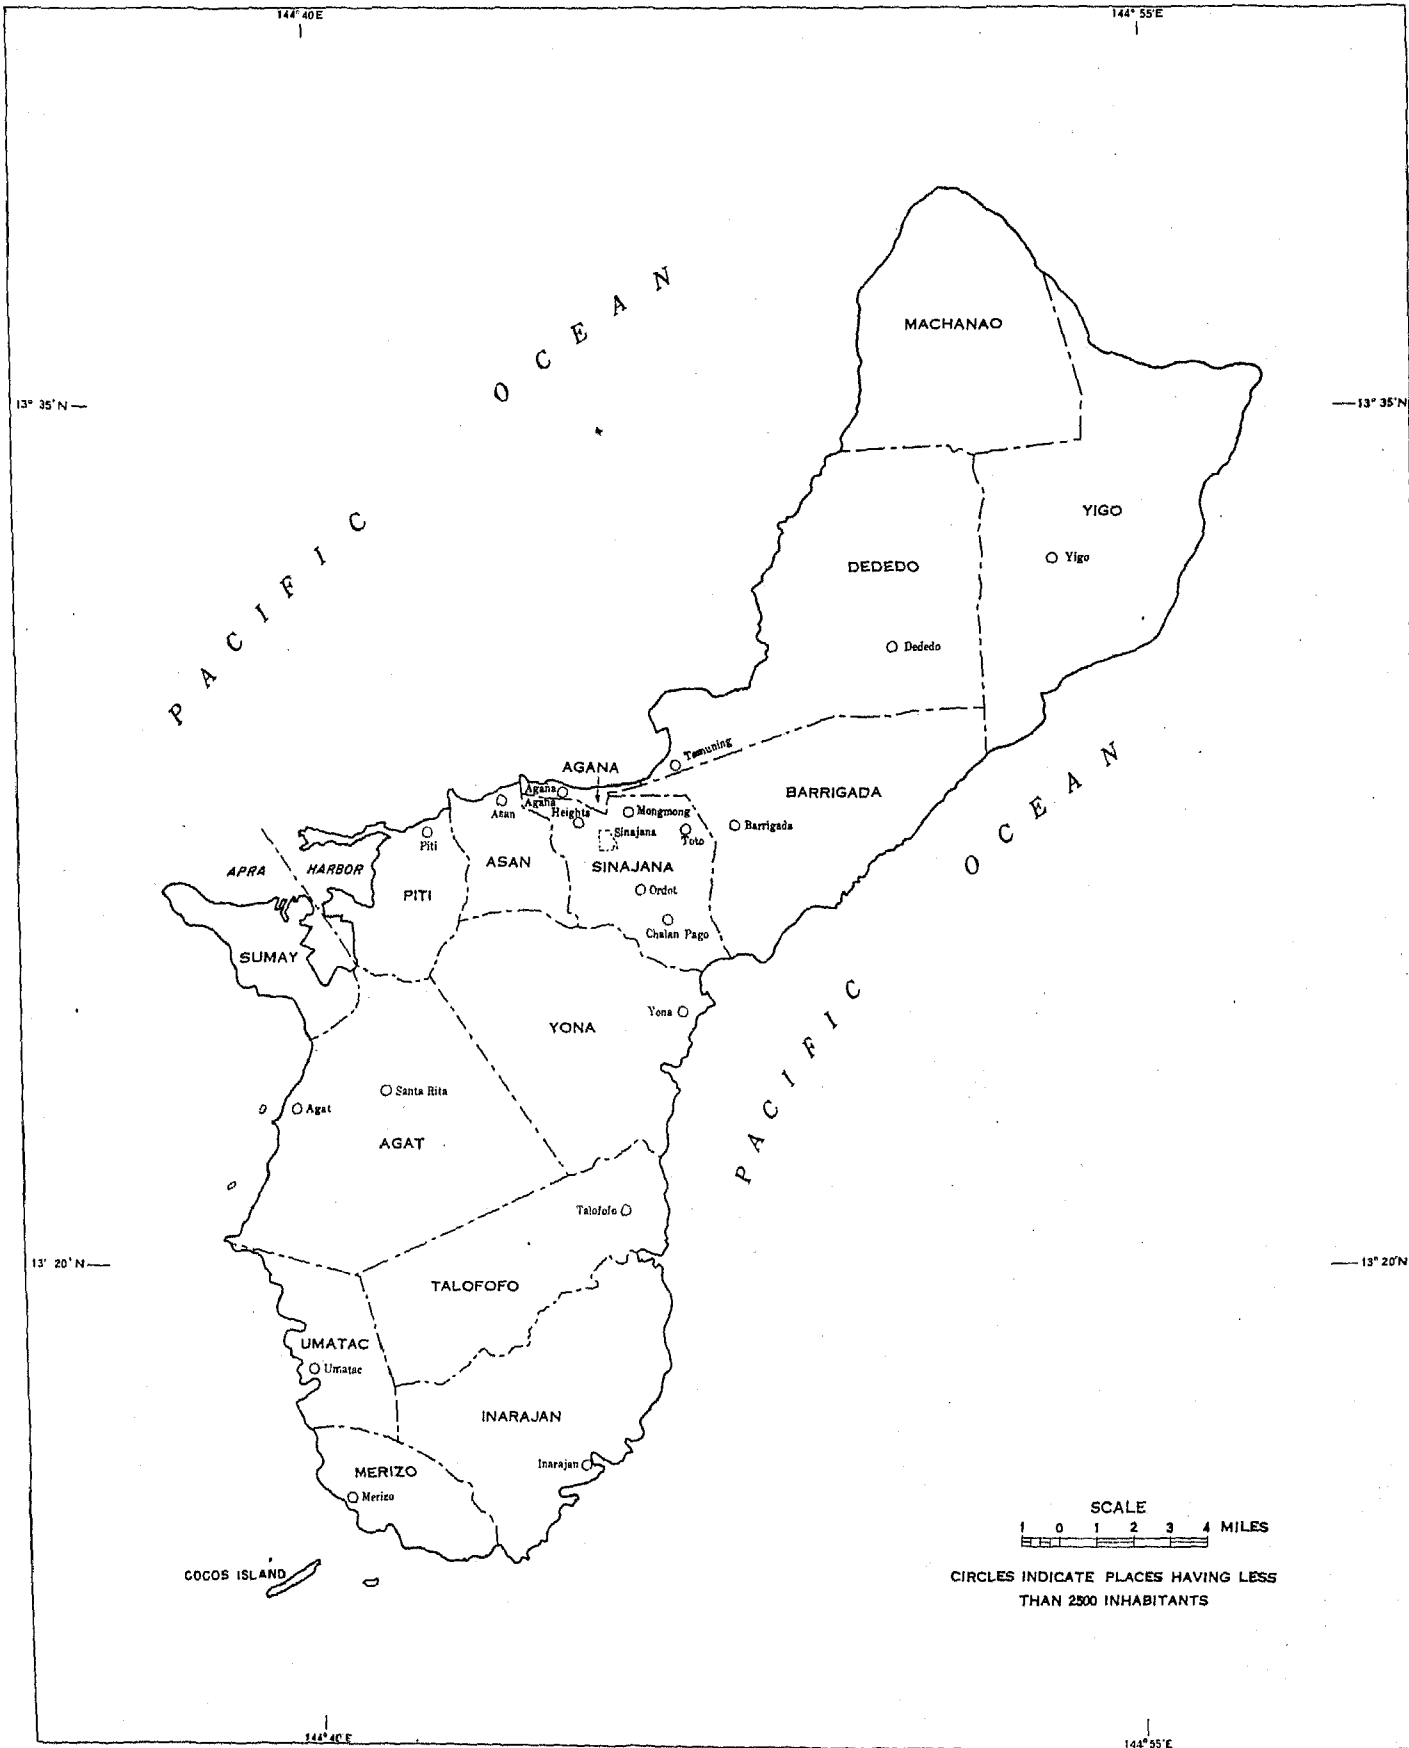 144° 40'E
144° 55'E
PACIFIC OCEAN
MACHANAO
13° 35'N
13° 35'N
YIGO
Yigo
DEDEDO
Dededo
Tamuning
AGANA
Agana
Agana Heights
Asan
BARRIGADA
Barrigada
Mongmong
Toto
Sinajana
SINAJANA
Piti
ASAN
APRA HARBOR
PITI
Ordot
Chalan Pago
SUMAY
PACIFIC OCEAN
Yona
YONA
Santa Rita
Agat
AGAT
Talofofo
13° 20'N
13° 20'N
TALOFOFO
UMATAC
Umatac
INARAJAN
Inarajan
MERIZO
Merizo
COCOS ISLAND
SCALE
1 0 1 2 3 4 MILES
CIRCLES INDICATE PLACES HAVING LESS
THAN 2500 INHABITANTS
144° 40'E
144° 55'E